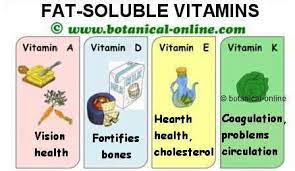 FAT-SOLUBLE VITAMINS
© www.botanical-online.com
Vitamin A
Vision
health
Vitamin D
Fortifies
bones
Vitamin E
Hearth
health,
cholesterol
Vitamin K
© botanical-online
Coagulation,
problems
circulation